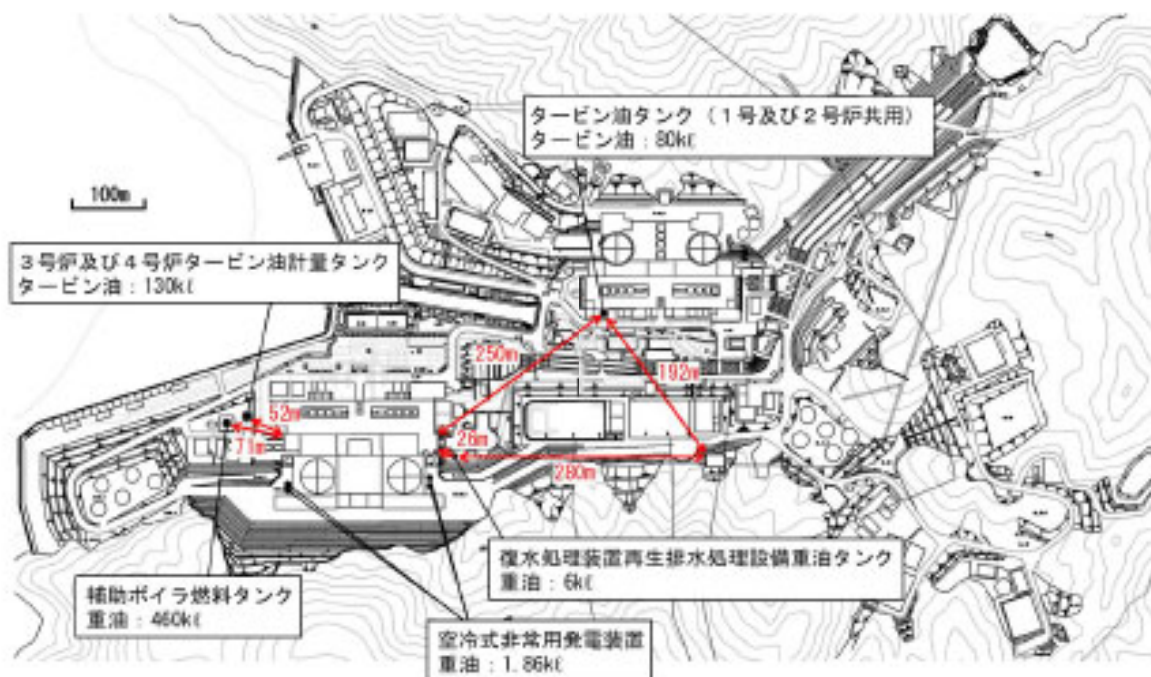 タービン油タンク（１号及び２号炉共用）
タービン油：80kℓ
100m
３号炉及び４号炉タービン油計量タンク
タービン油：130kℓ
250m
192m
52m
71m
26m
280m
復水処理装置再生排水処理設備重油タンク
重油：6kℓ
補助ボイラ燃料タンク
重油：460kℓ
空冷式非常用発電装置
重油：1.86kℓ